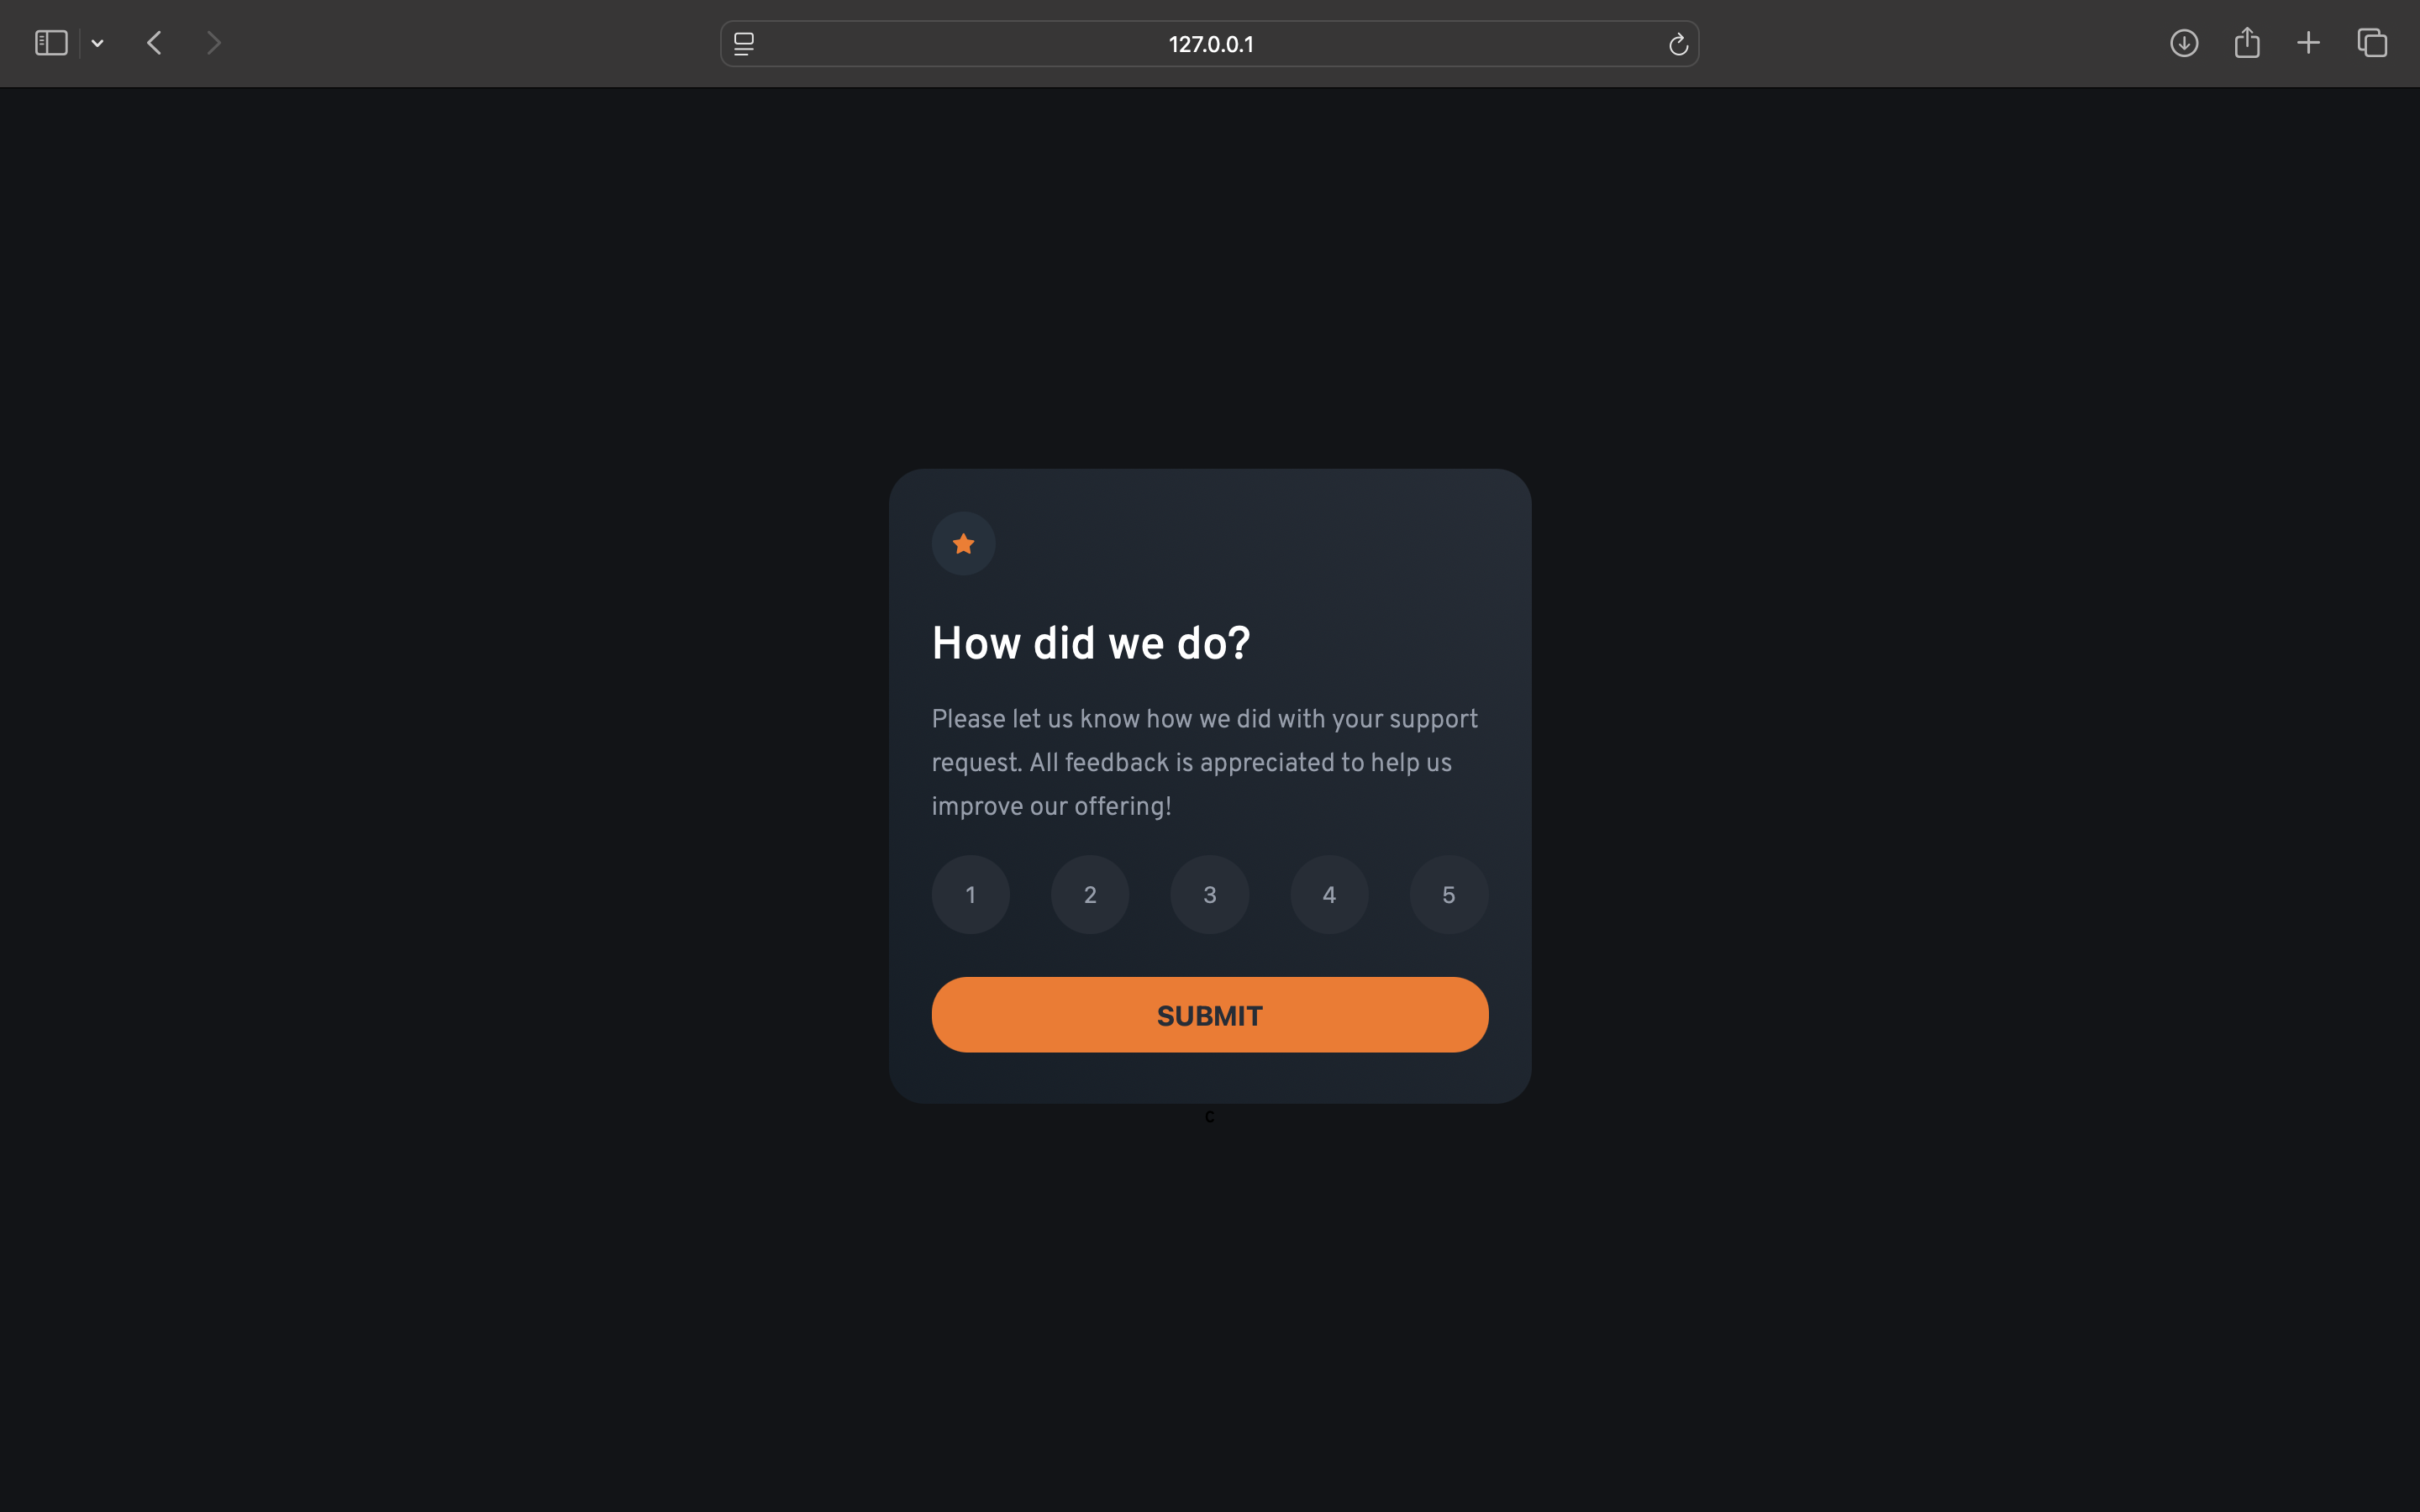 127.0.0.1
How did we do?
Please let us know how we did with your support
request. All feedback is appreciated to help us
improve our offering!
1 2 3 4 5
SUBMIT
c